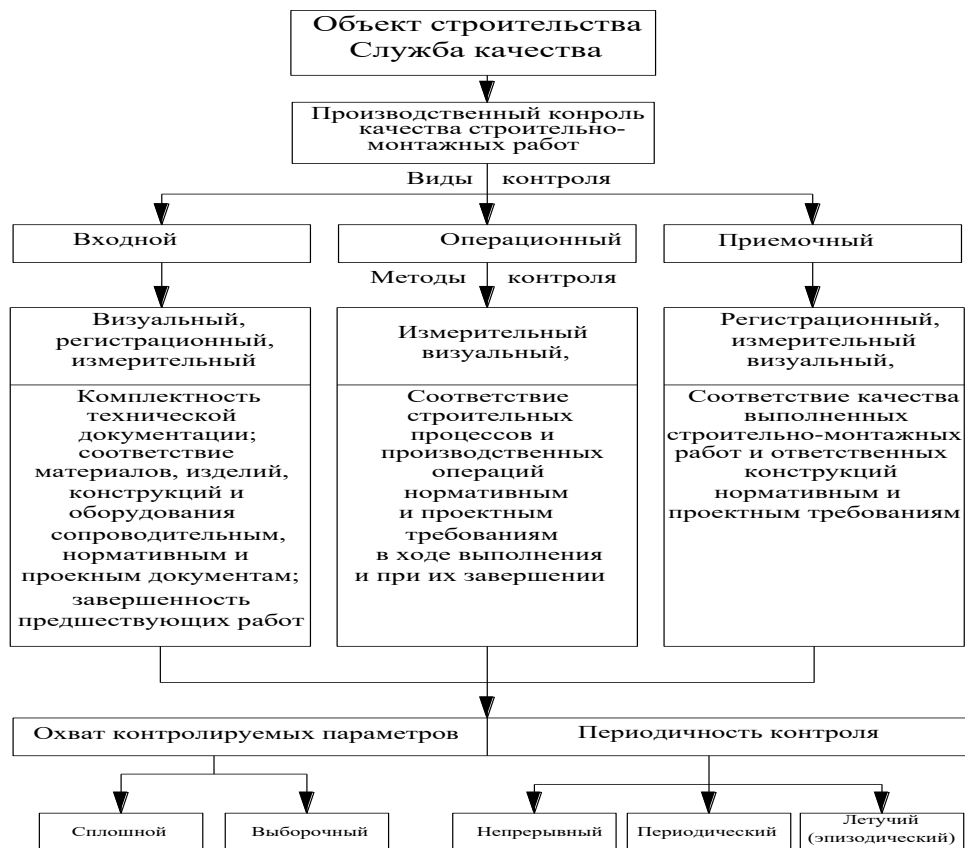 Объект строительства
Служба качества
Производственный конроль
качества строительно-
монтажных работ
Виды контроля
Входной
Операционный
Приемочный
Методы контроля
Визуальный,
регистрационный,
измерительный
Измерительный
визуальный,
Регистрационный,
измерительный
визуальный,
Комплектность
технической
документации;
соответствие
материалов, изделий,
конструкций и
оборудования
сопроводительным,
нормативным и
проекным документам;
завершенность
предшествующих работ
Соответствие
строительных
процессов и
производственных
операций
нормативным
и проектным
требованиям
в ходе выполнения
и при их завершении
Соответствие качества
выполненных
строительно-монтажных
работ и ответственных
конструкций
нормативным и
проектным требованиям
Охват контролируемых параметров
Периодичность контроля
Сплошной
Выборочный
Непрерывный
Периодический
Летучий
(эпизодический)